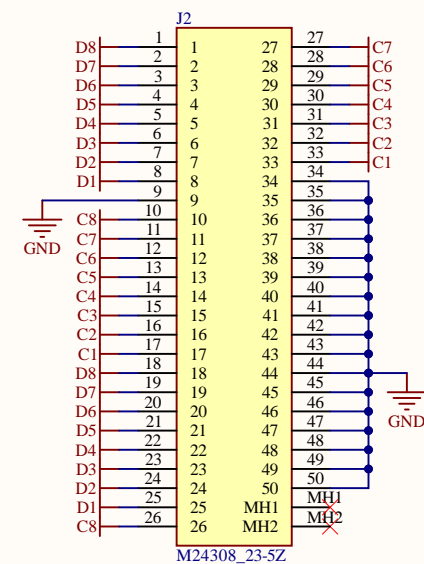 J2
D8 1 1 27 27 C7
D7 2 2 28 28 C6
D6 3 3 29 29 C5
D5 4 4 30 30 C4
D4 5 5 31 31 C3
D3 6 6 32 32 C2
D2 7 7 33 33 C1
D1 8 8 34 34
9 9 35 35
C8 10 10 36 36
C7 11 11 37 37
GND
C6 12 12 38 38
C5 13 13 39 39
C4 14 14 40 40
C3 15 15 41 41
C2 16 16 42 42
C1 17 17 43 43
D8 18 18 44 44
D7 19 19 45 45
D6 20 20 46 46
D5 21 21 47 47
GND
D4 22 22 48 48
D3 23 23 49 49
D2 24 24 50 50
D1 25 25 MH1 MH1
C8 26 26 MH2 MH2
M24308_23-5Z